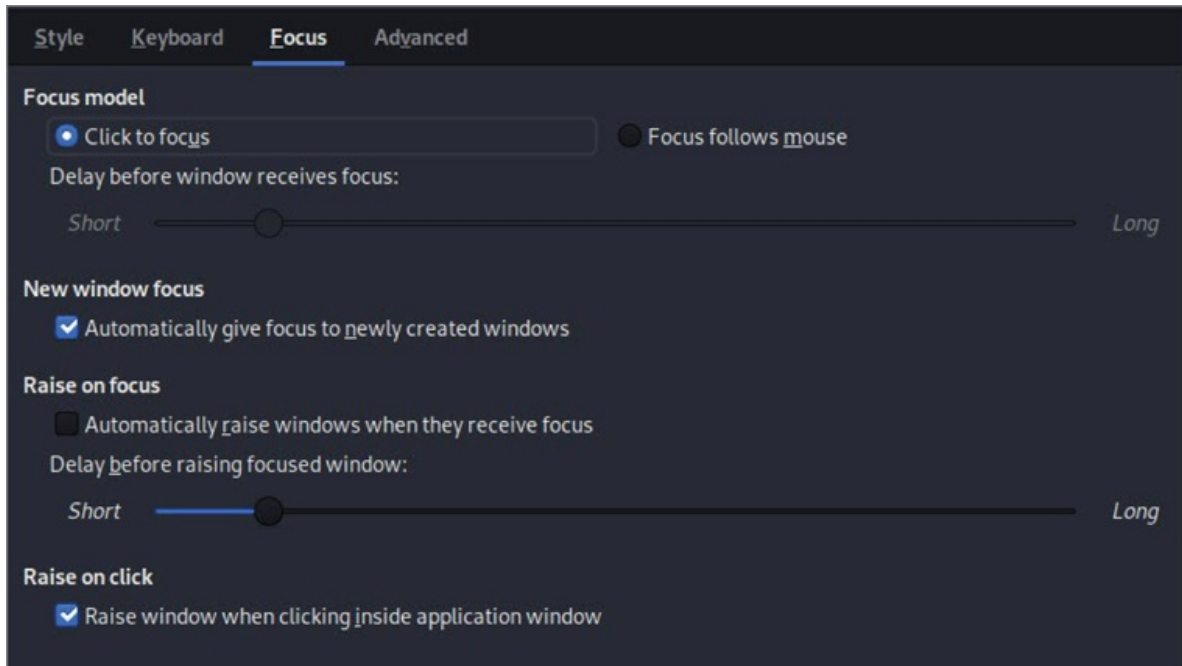 Style Keyboard Focus Advanced
Focus model
Click to focus Focus follows mouse
Delay before window receives focus:
Short Long
New window focus
Automatically give focus to newly created windows
Raise on focus
Automatically raise windows when they receive focus
Delay before raising focused window:
Short Long
Raise on click
Raise window when clicking inside application window